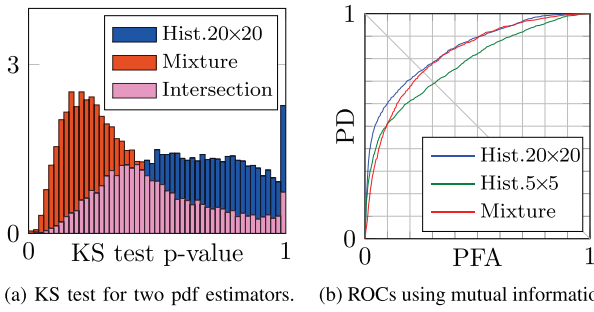 Hist.20×20
Mixture
Intersection
3
0
0
KS test p-value
1
(a) KS test for two pdf estimators.
1
PD
Hist.20×20
Hist.5×5
Mixture
0
0
PFA
1
(b) ROCs using mutual informatio